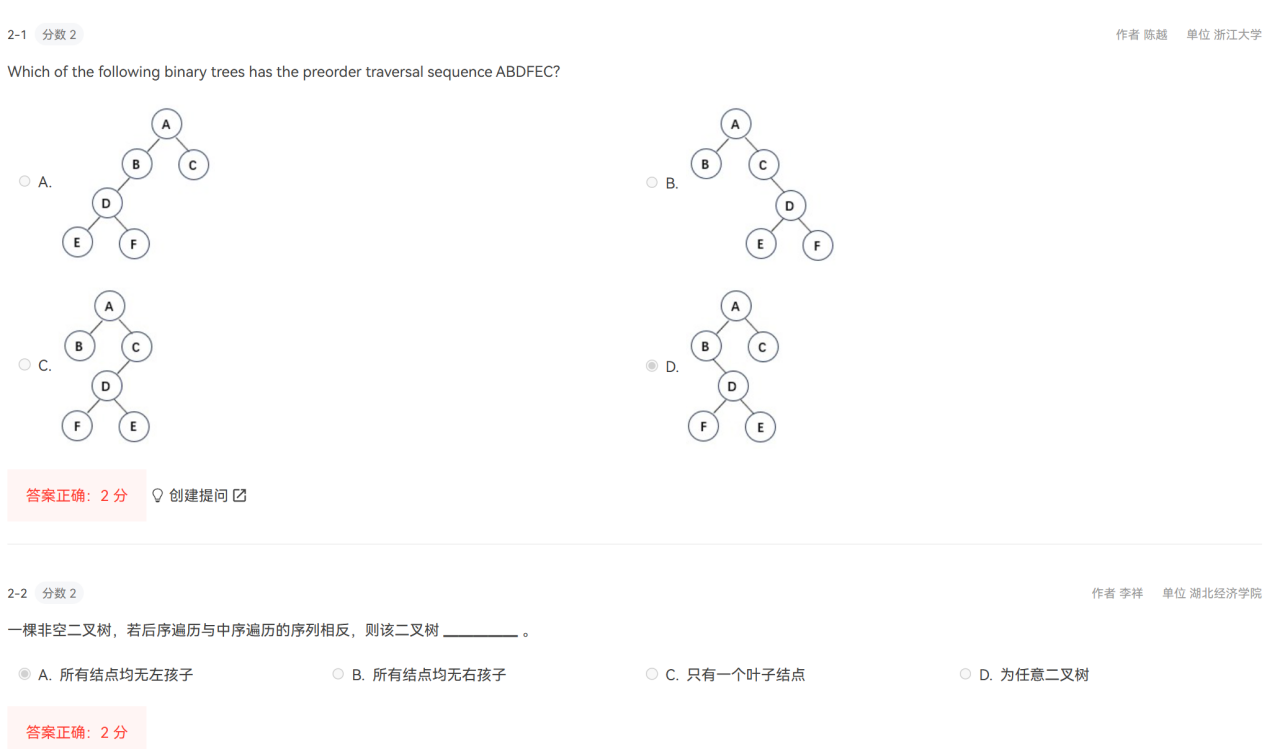 2-1 分数 2 作者 陈越 单位 浙江大学
Which of the following binary trees has the preorder traversal sequence ABDFEC?
A.
A
B C
D
E F
B.
A
B C
D
E F
C.
A
B C
D
F E
D.
A
B C
D
F E
答案正确：2 分 创建提问
2-2 分数 2 作者 李祥 单位 湖北经济学院
一棵非空二叉树，若后序遍历与中序遍历的序列相反，则该二叉树 ________ 。
A. 所有结点均无左孩子 B. 所有结点均无右孩子 C. 只有一个叶子结点 D. 为任意二叉树
答案正确：2 分